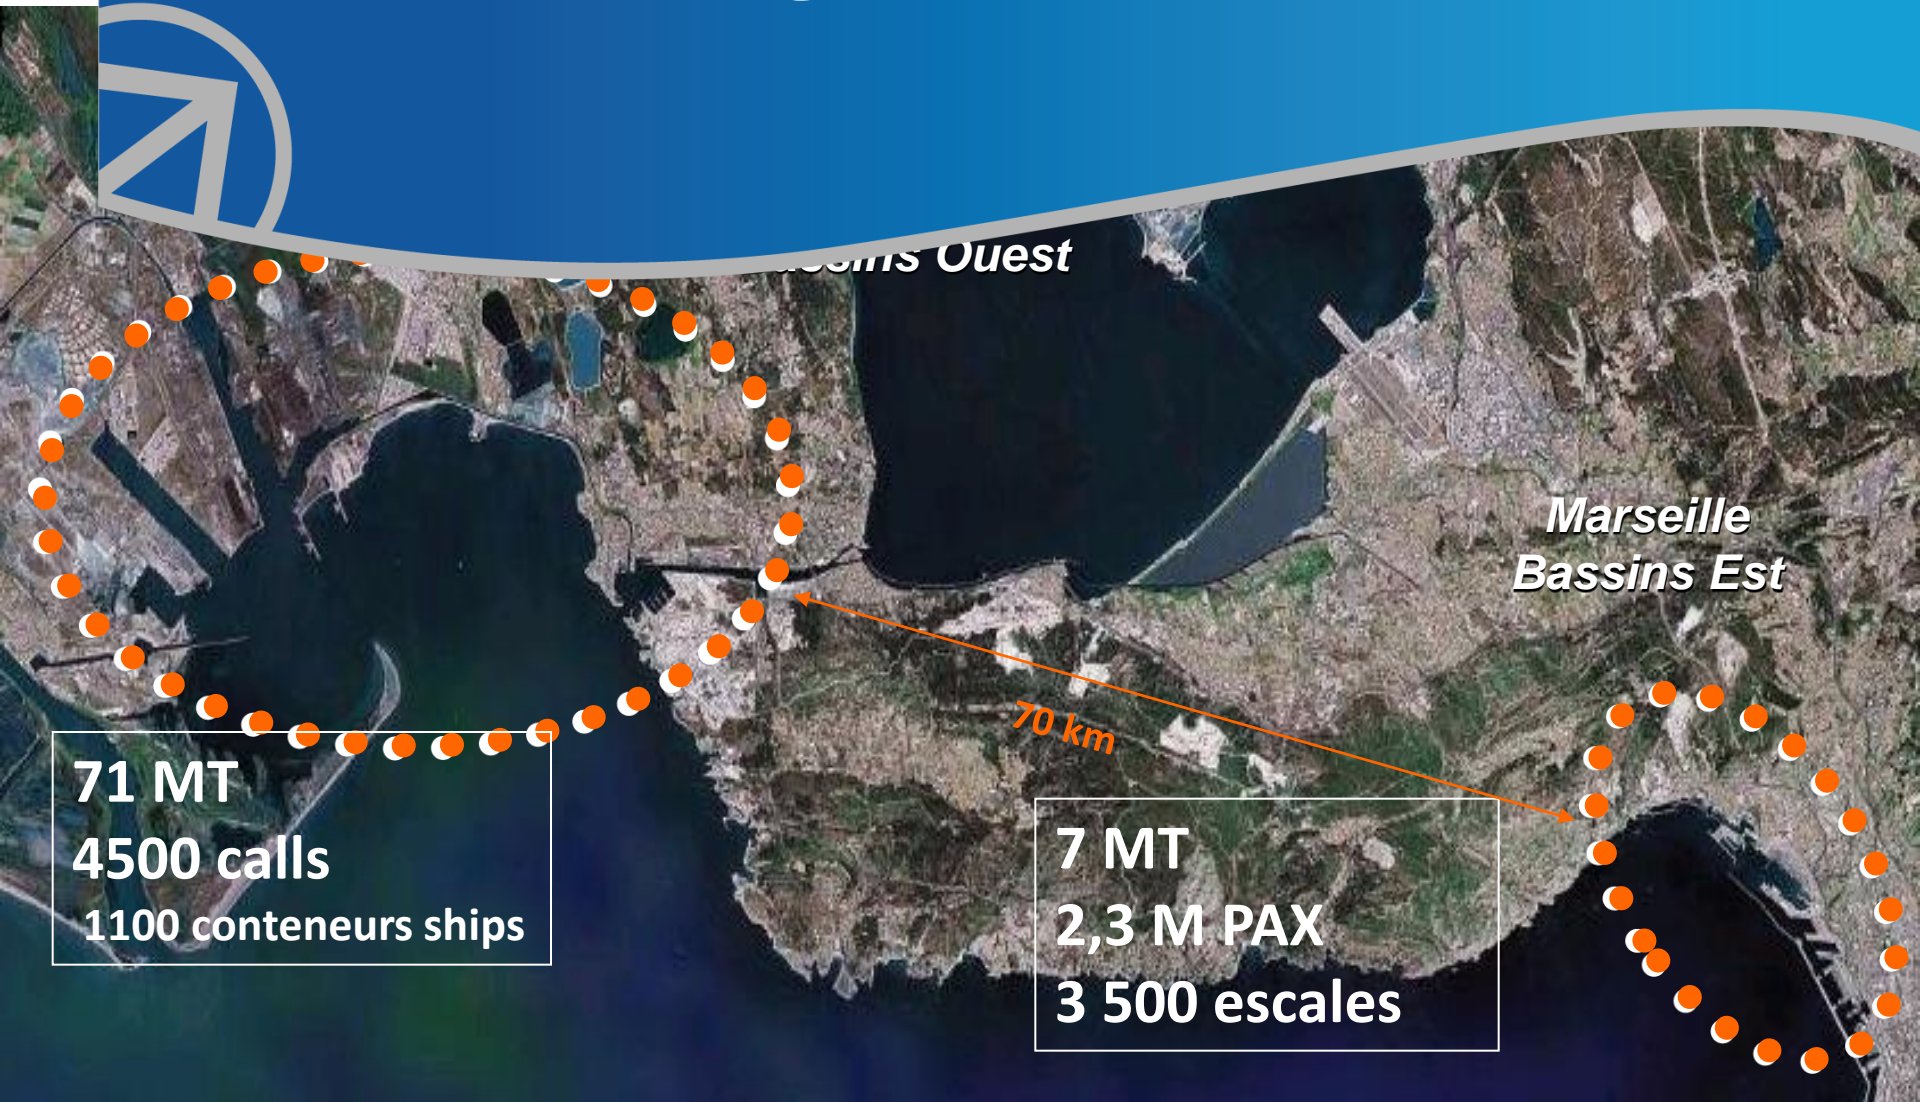 Ouest
Marseille
Bassins Est
70 km
71 MT
4500 calls
1100 conteneurs ships
7 MT
2,3 M PAX
3 500 escales